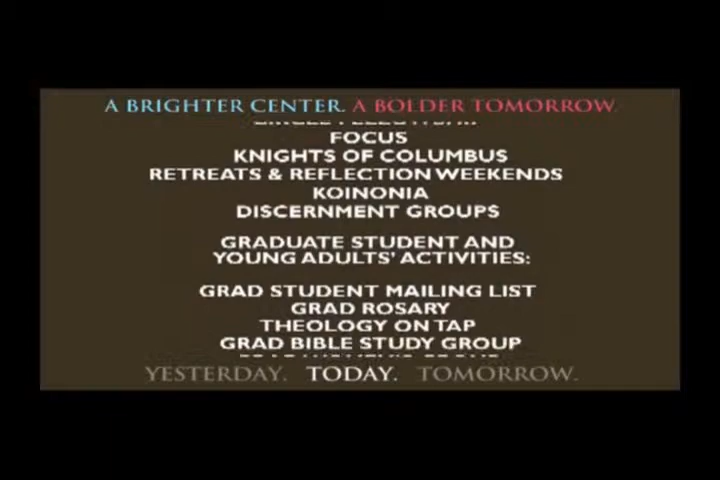 A BRIGHTER CENTER. A BOLDER TOMORROW.
FOCUS
KNIGHTS OF COLUMBUS
RETREATS & REFLECTION WEEKENDS
KOINONIA
DISCERNMENT GROUPS
GRADUATE STUDENT AND
YOUNG ADULTS' ACTIVITIES:
GRAD STUDENT MAILING LIST
GRAD ROSARY
THEOLOGY ON TAP
GRAD BIBLE STUDY GROUP
YESTERDAY. TODAY. TOMORROW.